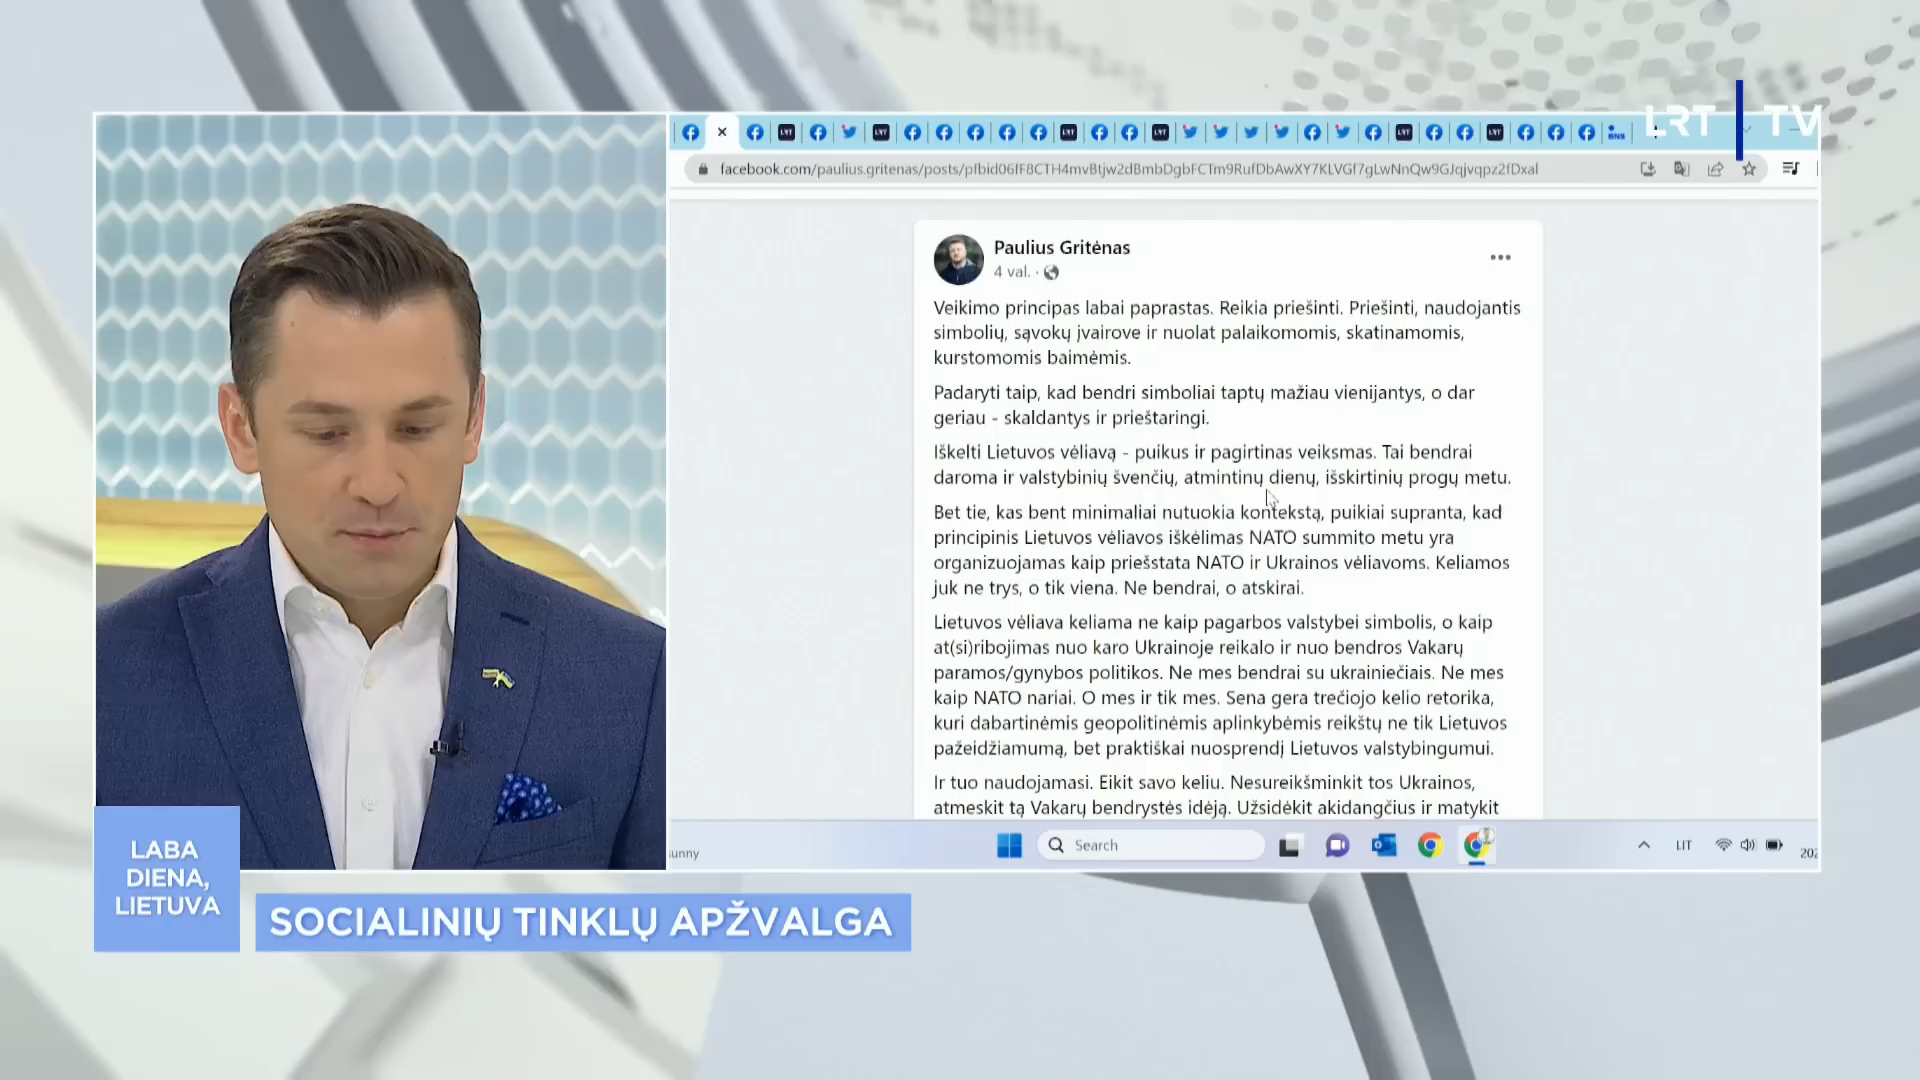 LRT TV
facebook.com/paulius.gritenas/posts/pfbid06fF8CTH4mvBtjw2dBmbDgbFCTm9RufDbAwXY7KLVGf7gLwNnQw9GJqjvqpz2fDxal
Paulius Gritėnas
4 val. ·
Veikimo principas labai paprastas. Reikia priešinti. Priešinti, naudojantis
simbolių, sąvokų įvairove ir nuolat palaikomomis, skatinamomis,
kurstomomis baimėmis.
Padaryti taip, kad bendri simboliai taptų mažiau vienijantys, o dar
geriau - skaldantys ir prieštaringi.
Iškelti Lietuvos vėliavą - puikus ir pagirtinas veiksmas. Tai bendrai
daroma ir valstybinių švenčių, atmintinų dienų, išskirtinių progų metu.
Bet tie, kas bent minimaliai nutuokia kontekstą, puikiai supranta, kad
principinis Lietuvos vėliavos iškėlimas NATO summito metu yra
organizuojamas kaip priešstata NATO ir Ukrainos vėliavoms. Keliamos
juk ne trys, o tik viena. Ne bendrai, o atskirai.
Lietuvos vėliava keliama ne kaip pagarbos valstybei simbolis, o kaip
at(si)ribojimas nuo karo Ukrainoje reikalo ir nuo bendros Vakarų
paramos/gynybos politikos. Ne mes bendrai su ukrainiečiais. Ne mes
kaip NATO nariai. O mes ir tik mes. Sena gera trečiojo kelio retorika,
kuri dabartinėmis geopolitinėmis aplinkybėmis reikštų ne tik Lietuvos
pažeidžiamumą, bet praktiškai nuosprendį Lietuvos valstybingumui.
Ir tuo naudojamasi. Eikit savo keliu. Nesureikšminkit tos Ukrainos,
atmeskit tą Vakarų bendrystės idėją. Užsidėkit akidangčius ir matykit
Search
LIT
LABA
DIENA,
LIETUVA
SOCIALINIŲ TINKLŲ APŽVALGA